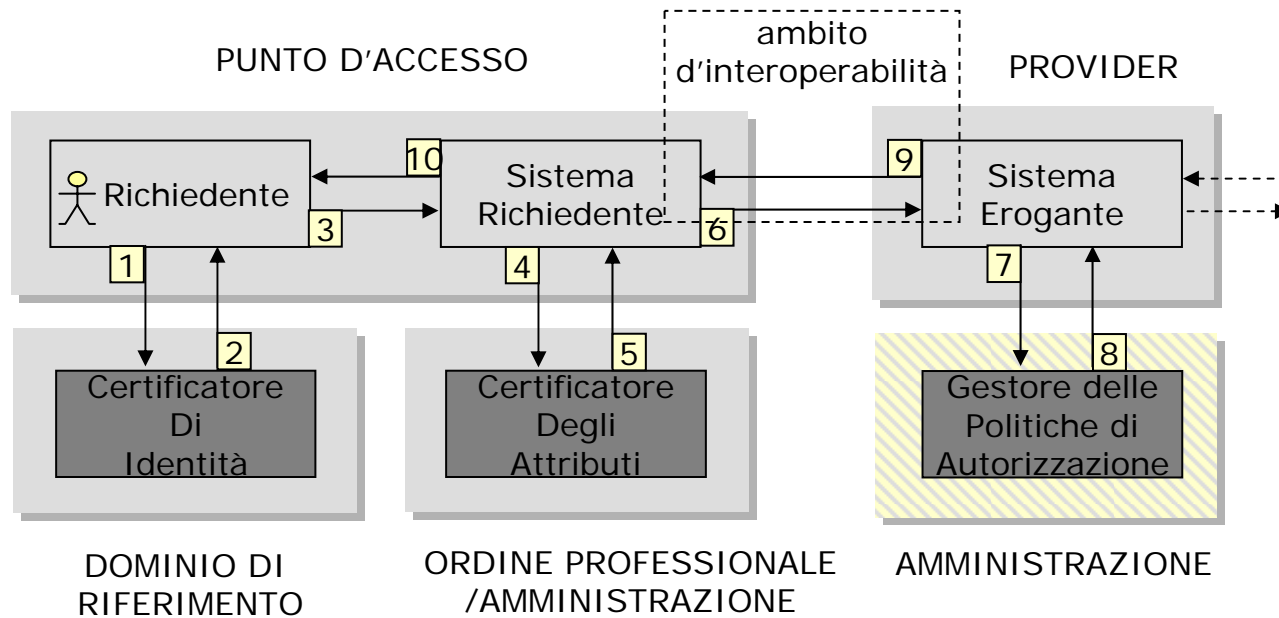 ambito
d'interoperabilità
PUNTO D'ACCESSO
PROVIDER
10
9
Richiedente
Sistema
Richiedente
Sistema
Erogante
3
6
1
4
7
2
5
8
Certificatore
Di
Identità
Certificatore
Degli
Attributi
Gestore delle
Politiche di
Autorizzazione
DOMINIO DI
RIFERIMENTO
ORDINE PROFESSIONALE
/AMMINISTRAZIONE
AMMINISTRAZIONE